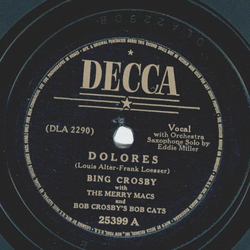 DECCA
(DLA 2290)
Vocal
with Orchestra
Saxophone Solo by
Eddie Miller
DOLORES
(Louis Alter-Frank Loesser)
BING CROSBY
with
THE MERRY MACS
and
BOB CROSBY'S BOB CATS
25399 A